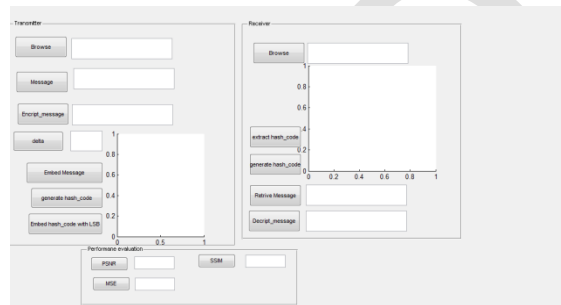 Transmitter
Browse
Message
Encript_message
delta
Embed Message
generate hash_code
Embed hash_code with LSB
1
0.8
0.6
0.4
0.2
0
0 0.5 1
Receiver
Browse
1
0.8
0.6
0.4
0.2
0
0 0.2 0.4 0.6 0.8 1
extract hash_code
generate hash_code
Retrive Message
Decript_message
Performane evaluation
PSNR
SSIM
MSE